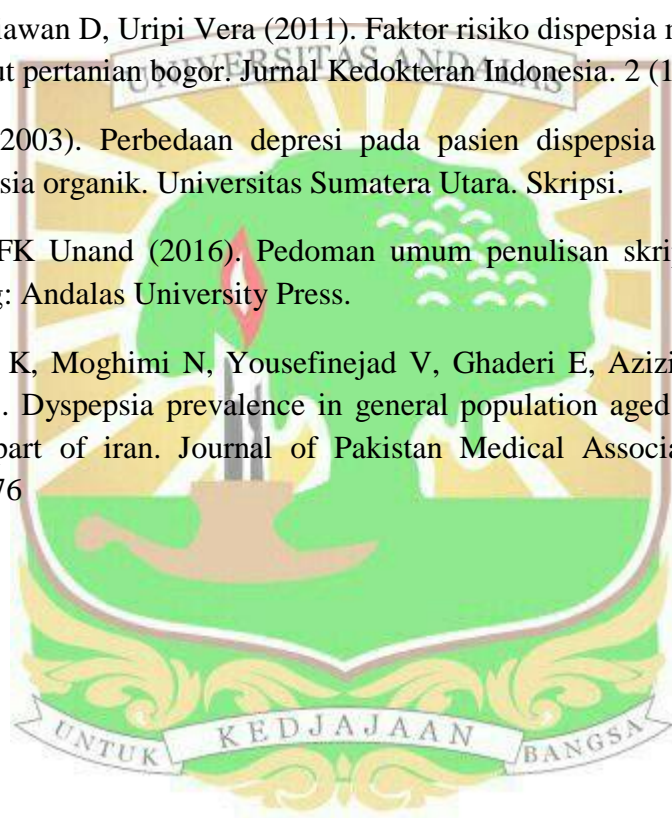 iawan D, Uripi Vera (2011). Faktor risiko dispepsia
ut pertanian bogor. Jurnal Kedokteran Indonesia. 2 (1
UNIVERSITAS ANDALAS
2003). Perbedaan depresi pada pasien dispepsia
sia organik. Universitas Sumatera Utara. Skripsi.
FK Unand (2016). Pedoman umum penulisan skri
g: Andalas University Press.
K, Moghimi N, Yousefinejad V, Ghaderi E, Azizi
. Dyspepsia prevalence in general population aged
part of iran. Journal of Pakistan Medical Associa
76
UNTUK KEDJAJAAN BANGSA